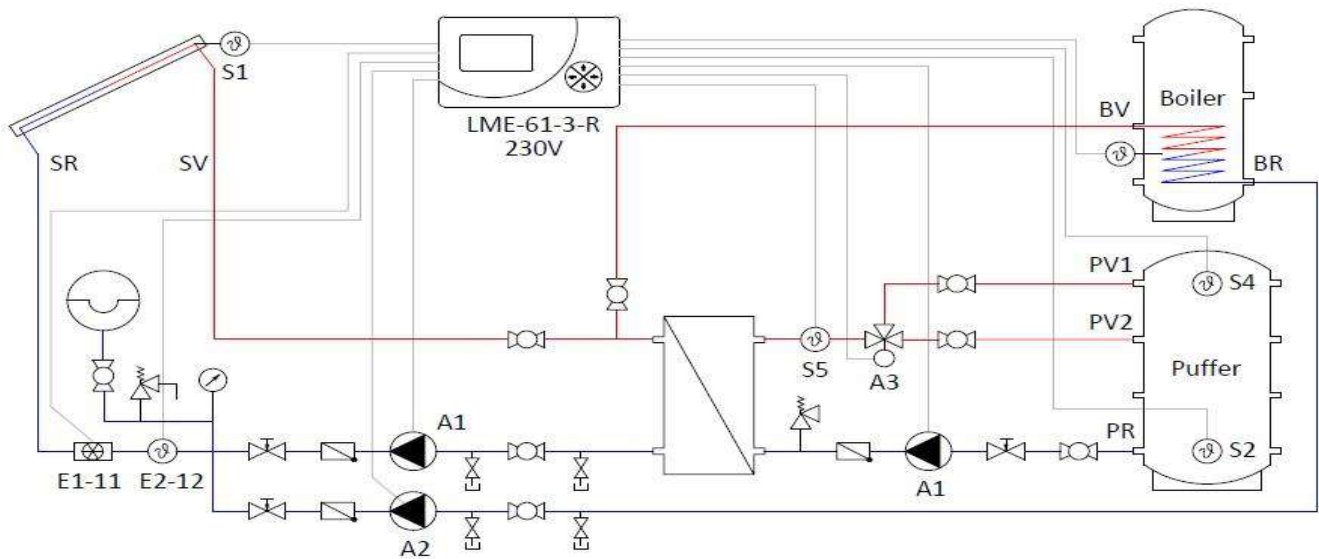 S1
LME-61-3-R
230V
Boiler
BV
BR
SR
SV
PV1
S4
PV2
S5
A3
Puffer
A1
PR
S2
E1-11
E2-12
A1
A2